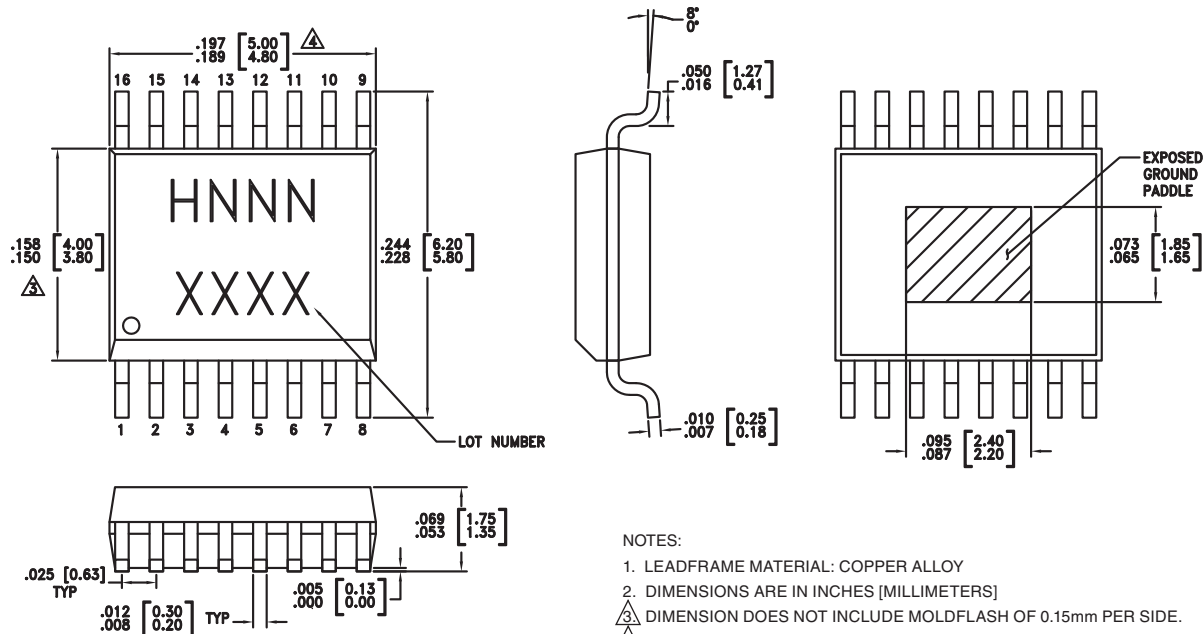 .197 [5.00] 4
.189 [4.80]
16 15 14 13 12 11 10 9
HNNN
XXXX
.158 [4.00]
.150 [3.80]
3
.244 [6.20]
.228 [5.80]
1 2 3 4 5 6 7 8
LOT NUMBER
8°
0°
.050 [1.27]
.016 [0.41]
.010 [0.25]
.007 [0.18]
EXPOSED
GROUND
PADDLE
.073 [1.85]
.065 [1.65]
.095 [2.40]
.087 [2.20]
.069 [1.75]
.053 [1.35]
.025 [0.63]
TYP
.012 [0.30] TYP
.008 [0.20]
.005 [0.13]
.000 [0.00]
NOTES:
1. LEADFRAME MATERIAL: COPPER ALLOY
2. DIMENSIONS ARE IN INCHES [MILLIMETERS]
3. DIMENSION DOES NOT INCLUDE MOLDFLASH OF 0.15mm PER SIDE.